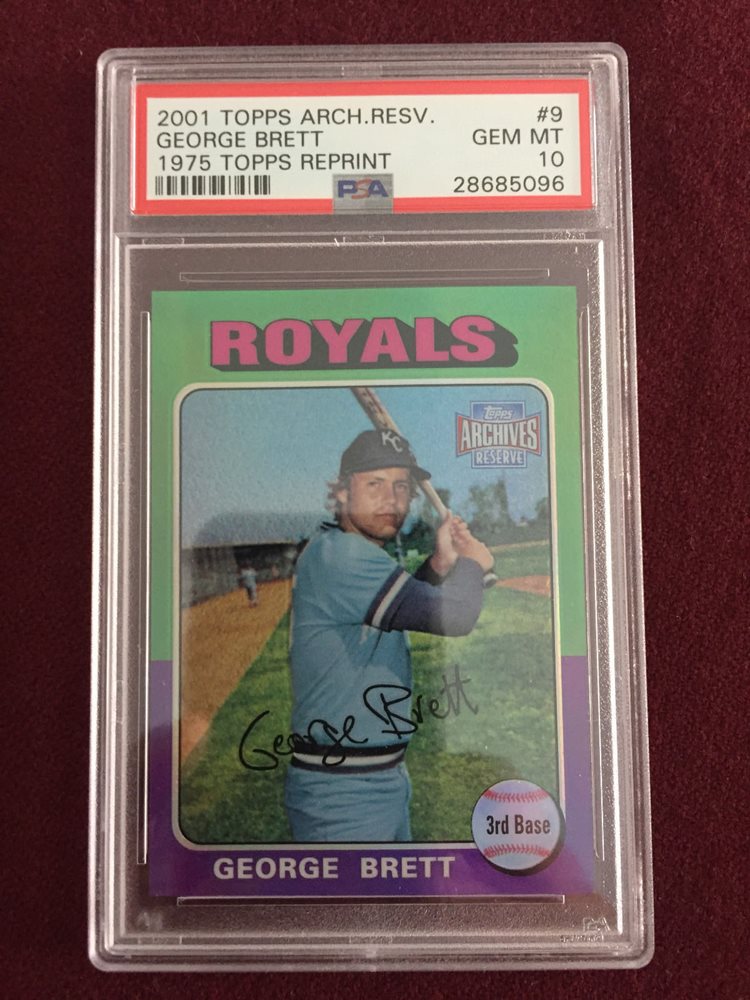 2001 TOPPS ARCH.RESV. #9
GEORGE BRETT GEM MT
1975 TOPPS REPRINT 10
PSA 28685096
ROYALS
Topps
ARCHIVES
RESERVE
KC
George Brett
3rd Base
GEORGE BRETT